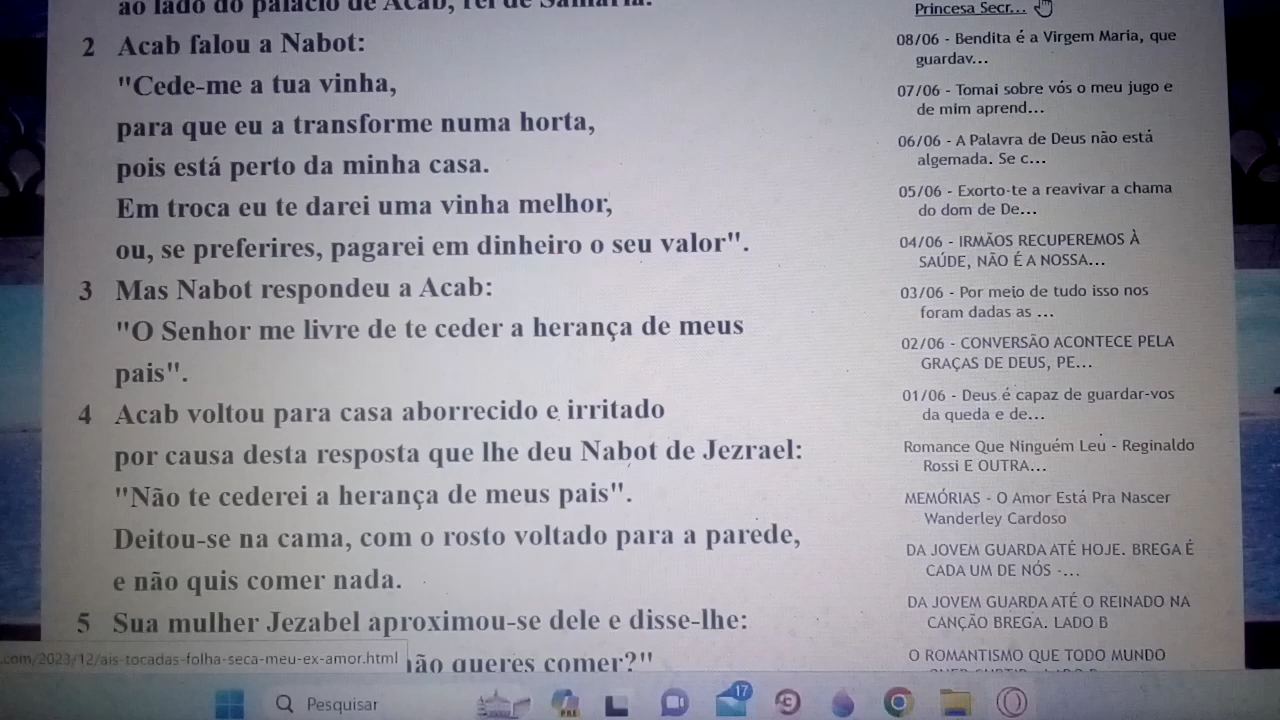 ao lado do palácio de Acab, rei de Samaria.
2 Acab falou a Nabot:
"Cede-me a tua vinha,
para que eu a transforme numa horta,
pois está perto da minha casa.
Em troca eu te darei uma vinha melhor,
ou, se preferires, pagarei em dinheiro o seu valor".
3 Mas Nabot respondeu a Acab:
"O Senhor me livre de te ceder a herança de meus
pais".
4 Acab voltou para casa aborrecido e irritado
por causa desta resposta que lhe deu Nabot de Jezrael:
"Não te cederei a herança de meus pais".
Deitou-se na cama, com o rosto voltado para a parede,
e não quis comer nada.
5 Sua mulher Jezabel aproximou-se dele e disse-lhe:
não queres comer?"
Princesa Secr...
08/06 - Bendita é a Virgem Maria, que
guardav...
07/06 - Tomai sobre vós o meu jugo e
de mim aprend...
06/06 - A Palavra de Deus não está
algemada. Se c...
05/06 - Exorto-te a reavivar a chama
do dom de De...
04/06 - IRMÃOS RECUPEREMOS À
SAÚDE, NÃO É A NOSSA...
03/06 - Por meio de tudo isso nos
foram dadas as ...
02/06 - CONVERSÃO ACONTECE PELA
GRAÇAS DE DEUS, PE...
01/06 - Deus é capaz de guardar-vos
da queda e de...
Romance Que Ninguém Leu - Reginaldo
Rossi E OUTRA...
MEMÓRIAS - O Amor Está Pra Nascer
Wanderley Cardoso
DA JOVEM GUARDA ATÉ HOJE. BREGA É
CADA UM DE NÓS -...
DA JOVEM GUARDA ATÉ O REINADO NA
CANÇÃO BREGA. LADO B
O ROMANTISMO QUE TODO MUNDO
.com/2023/12/ais-tocadas-folha-seca-meu-ex-amor.html
Pesquisar
PRE
17